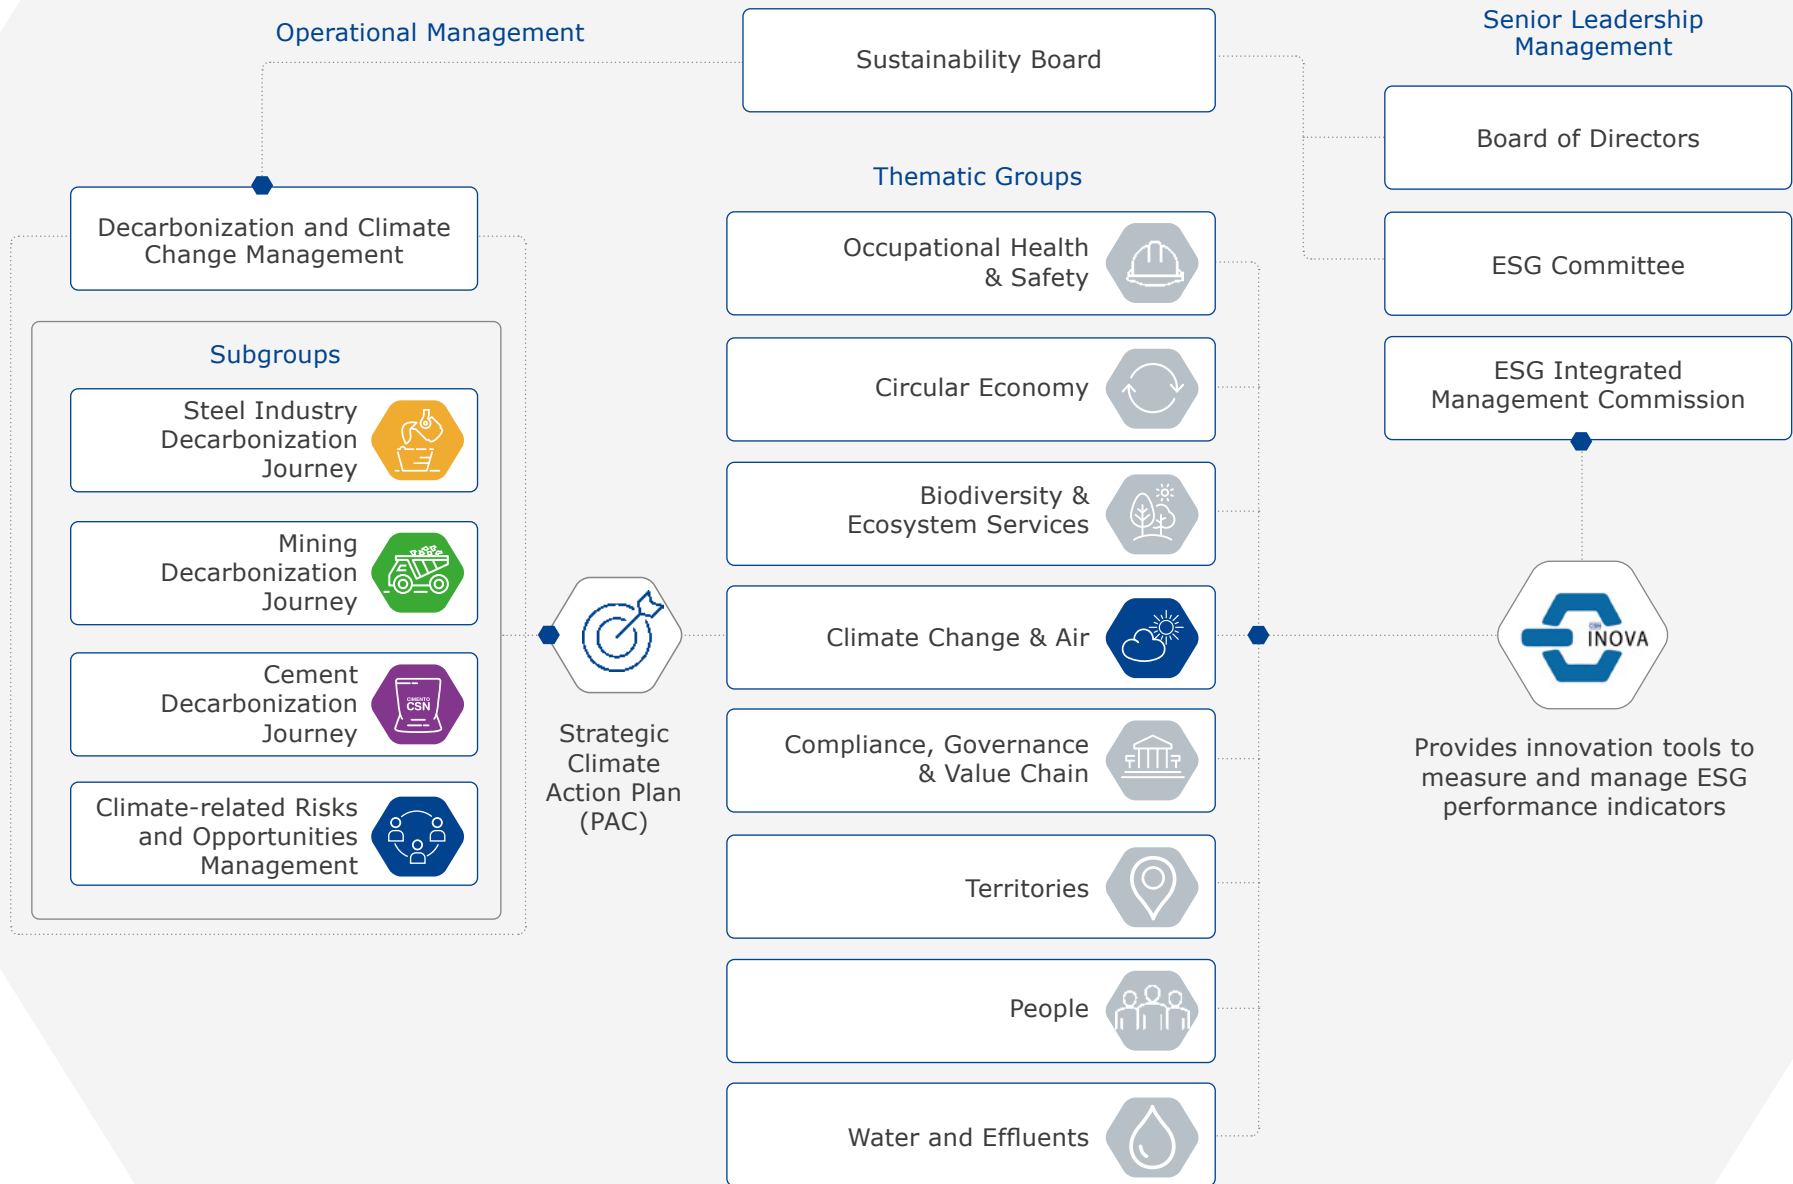 Operational Management
Sustainability Board
Senior Leadership
Management
Board of Directors
ESG Committee
ESG Integrated
Management Commission
Decarbonization and Climate
Change Management
Subgroups
Steel Industry
Decarbonization
Journey
Mining
Decarbonization
Journey
Cement
Decarbonization
Journey
CIMENTO
CSN
Climate-related Risks
and Opportunities
Management
Strategic
Climate
Action Plan
(PAC)
Thematic Groups
Occupational Health
& Safety
Circular Economy
Biodiversity &
Ecosystem Services
Climate Change & Air
Compliance, Governance
& Value Chain
Territories
People
Water and Effluents
CSN
INOVA
Provides innovation tools to
measure and manage ESG
performance indicators